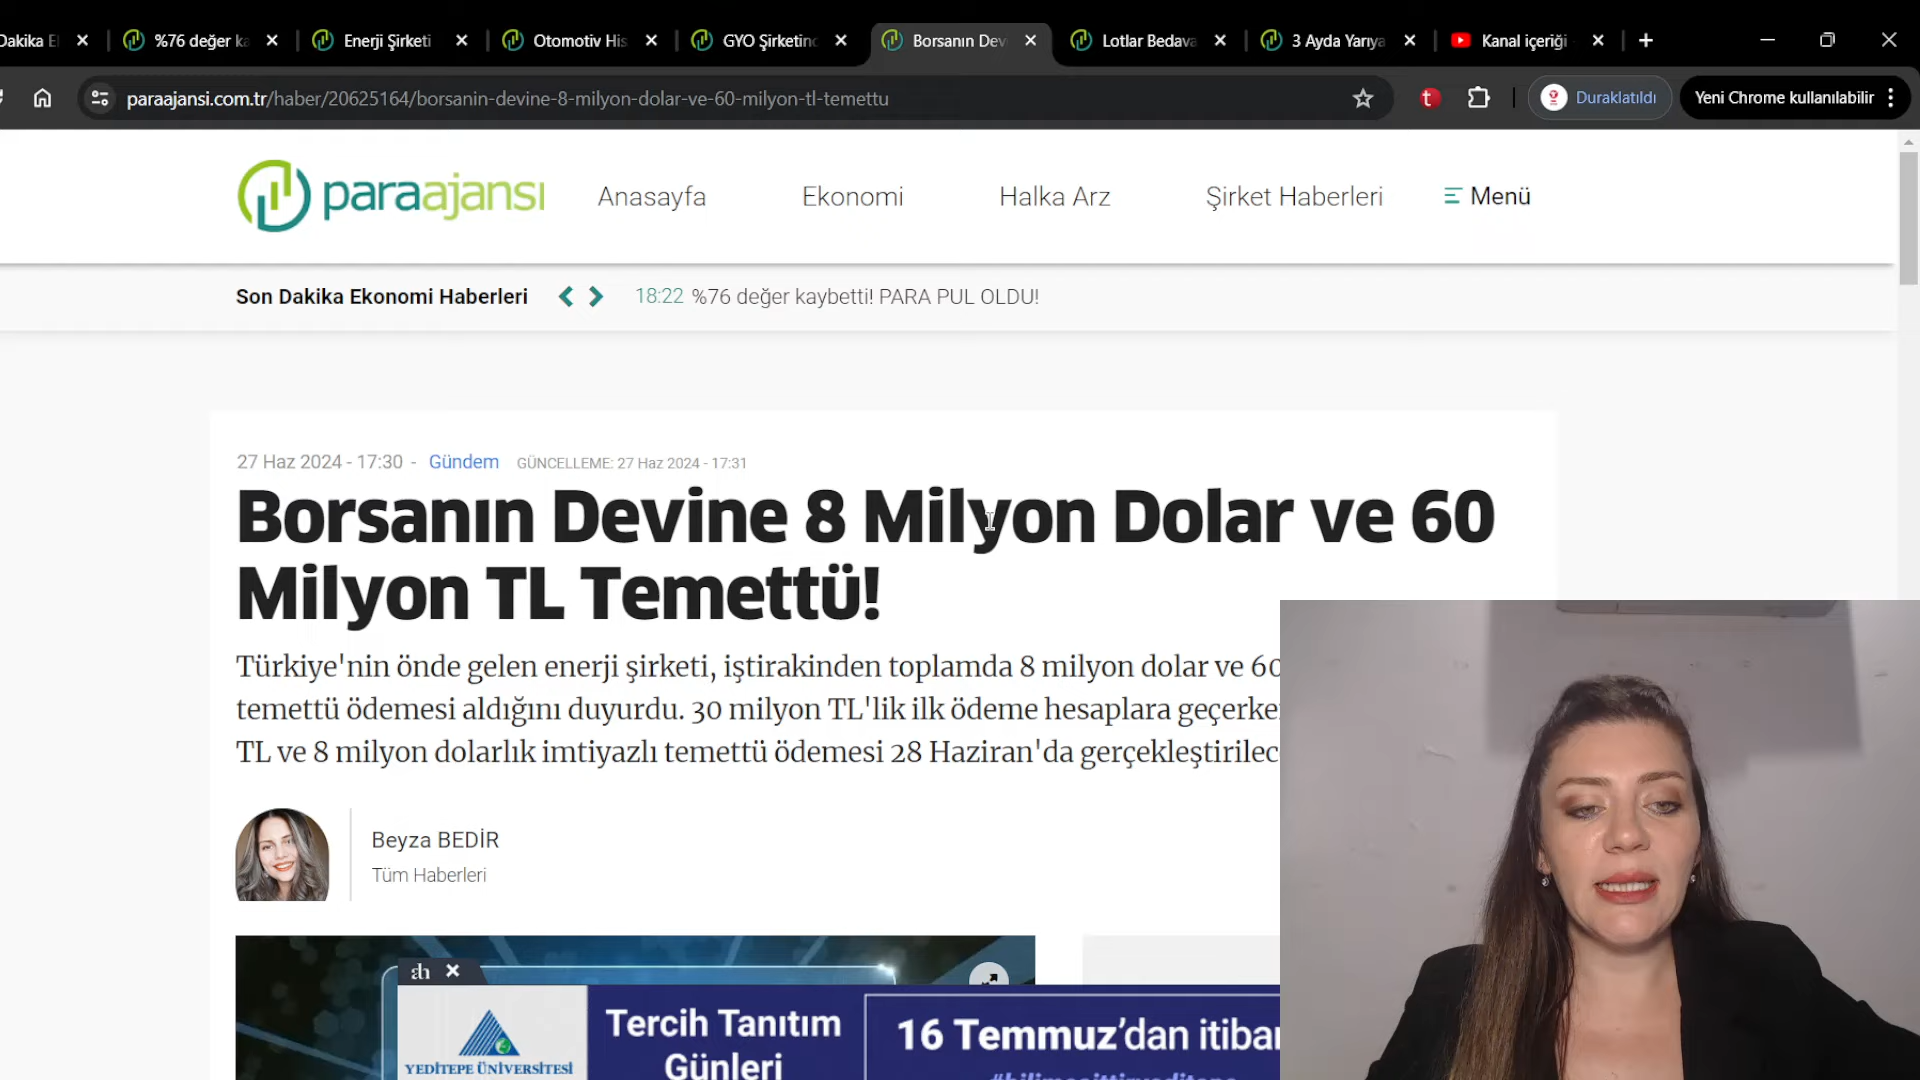 Dakika E
%76 değer ka
Enerji Şirketi
Otomotiv His
GYO Şirketinc
Borsanın Dev
Lotlar Bedava
3 Ayda Yarıya
Kanal içeriği
paraajansi.com.tr/haber/20625164/borsanin-devine-8-milyon-dolar-ve-60-milyon-tl-temettu
t
Duraklatıldı
Yeni Chrome kullanılabilir
paraajansı
Anasayfa
Ekonomi
Halka Arz
Şirket Haberleri
Menü
Son Dakika Ekonomi Haberleri
18:22 %76 değer kaybetti! PARA PUL OLDU!
27 Haz 2024 - 17:30 - Gündem GÜNCELLEME: 27 Haz 2024 - 17:31
Borsanın Devine 8 Milyon Dolar ve 60
Milyon TL Temettü!
Türkiye'nin önde gelen enerji şirketi, iştirakinden toplamda 8 milyon dolar ve 60
temettü ödemesi aldığını duyurdu. 30 milyon TL'lik ilk ödeme hesaplara geçerke
TL ve 8 milyon dolarlık imtiyazlı temettü ödemesi 28 Haziran'da gerçekleştirilec
Beyza BEDİR
Tüm Haberleri
YEDİTEPE ÜNİVERSİTESİ
Tercih Tanıtım
Günleri
16 Temmuz'dan itibar